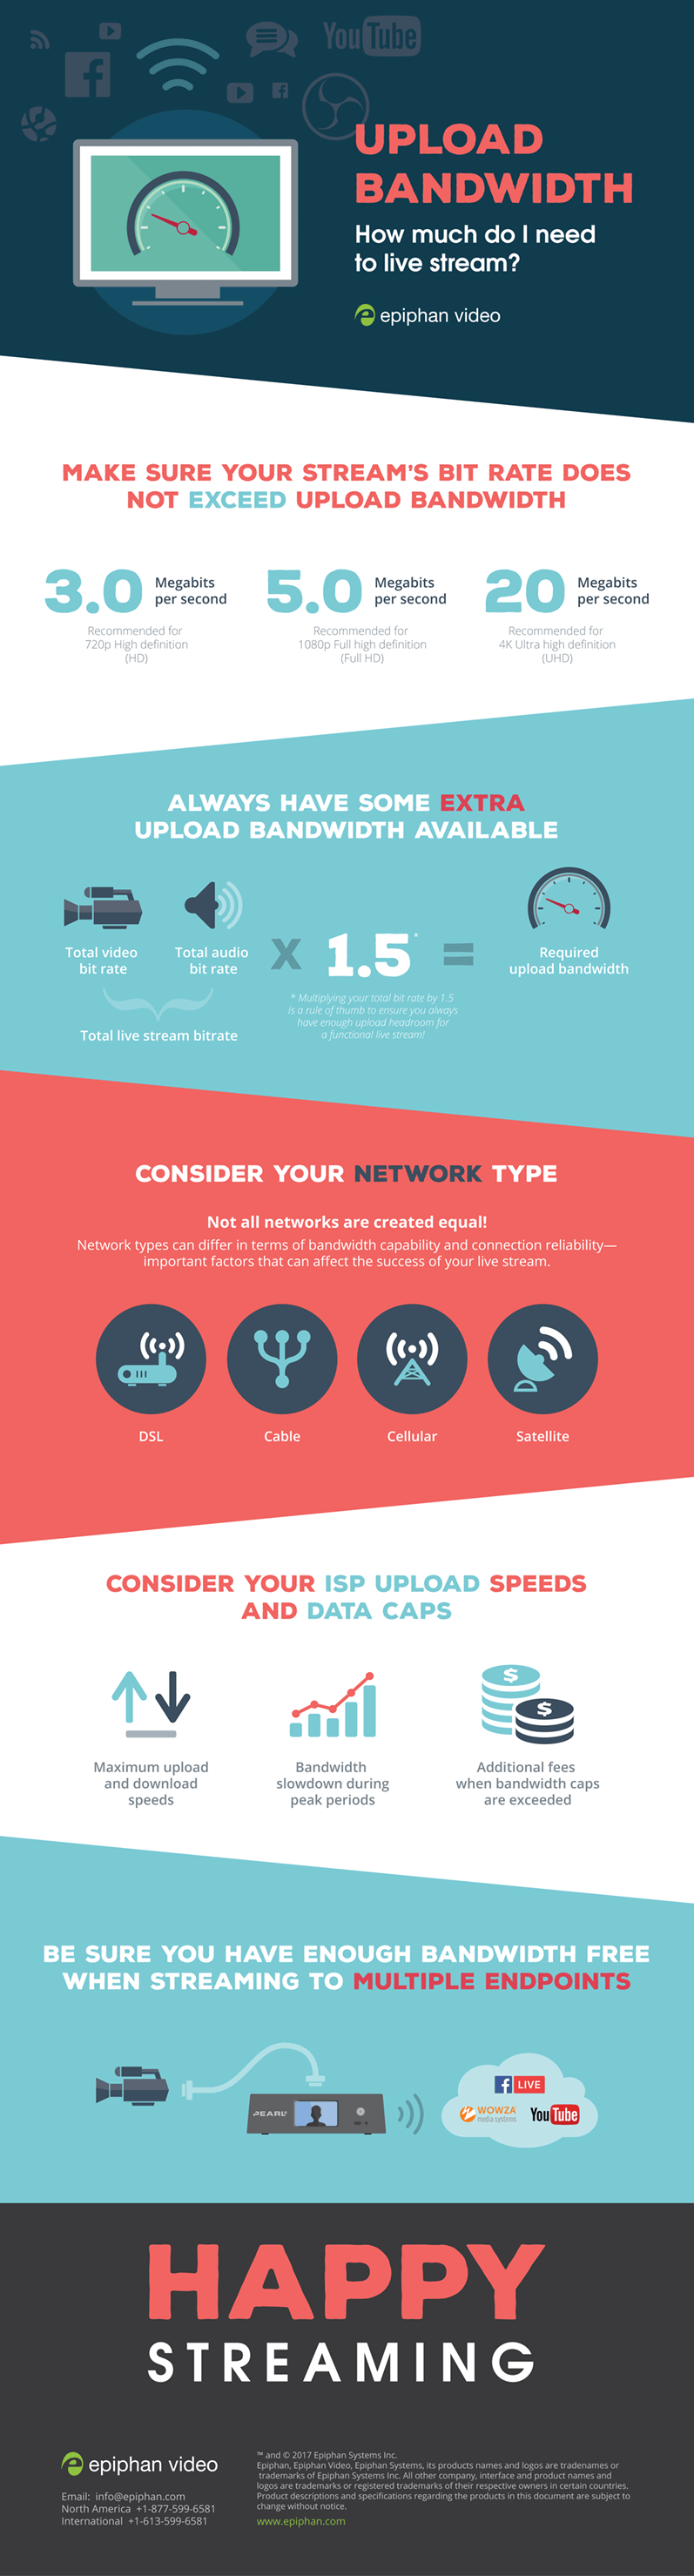 You Tube
UPLOAD
BANDWIDTH
How much do I need
to live stream?
epiphan video
MAKE SURE YOUR STREAM'S BIT RATE DOES
NOT EXCEED UPLOAD BANDWIDTH
3.0 Megabits
per second
Recommended for
720p High definition
(HD)
5.0 Megabits
per second
Recommended for
1080p Full high definition
(Full HD)
20 Megabits
per second
Recommended for
4K Ultra high definition
(UHD)
ALWAYS HAVE SOME EXTRA
UPLOAD BANDWIDTH AVAILABLE
Total video
bit rate
Total audio
bit rate
Total live stream bitrate
X 1.5* =
* Multiplying your total bit rate by 1.5
is a rule of thumb to ensure you always
have enough upload headroom for
a functional live stream!
Required
upload bandwidth
CONSIDER YOUR NETWORK TYPE
Not all networks are created equal!
Network types can differ in terms of bandwidth capability and connection reliability—
important factors that can affect the success of your live stream.
DSL
Cable
Cellular
Satellite
CONSIDER YOUR ISP UPLOAD SPEEDS
AND DATA CAPS
$
$
Maximum upload
and download
speeds
Bandwidth
slowdown during
peak periods
Additional fees
when bandwidth caps
are exceeded
BE SURE YOU HAVE ENOUGH BANDWIDTH FREE
WHEN STREAMING TO MULTIPLE ENDPOINTS
PEARL
f LIVE
WOWZA
media systems
You Tube
HAPPY
STREAMING
epiphan video
Email: info@epiphan.com
North America +1-877-599-6581
International +1-613-599-6581
™ and © 2017 Epiphan Systems Inc.
Epiphan, Epiphan Video, Epiphan Systems, its products names and logos are tradenames or
trademarks of Epiphan Systems Inc. All other company, interface and product names and
logos are trademarks or registered trademarks of their respective owners in certain countries.
Product descriptions and specifications regarding the products in this document are subject to
change without notice.
www.epiphan.com